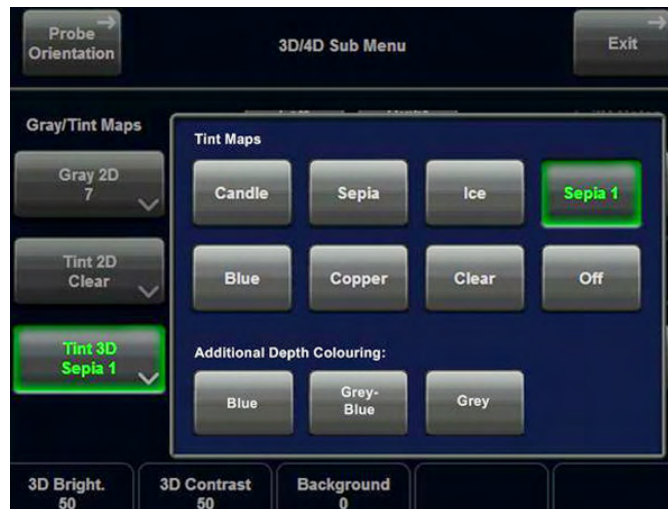 Probe
Orientation
3D/4D Sub Menu
Exit
Gray/Tint Maps
Gray 2D
7
Tint 2D
Clear
Tint 3D
Sepia 1
Tint Maps
Candle
Sepia
Ice
Sepia 1
Blue
Copper
Clear
Off
Additional Depth Colouring:
Blue
Grey-
Blue
Grey
3D Bright.
50
3D Contrast
50
Background
0